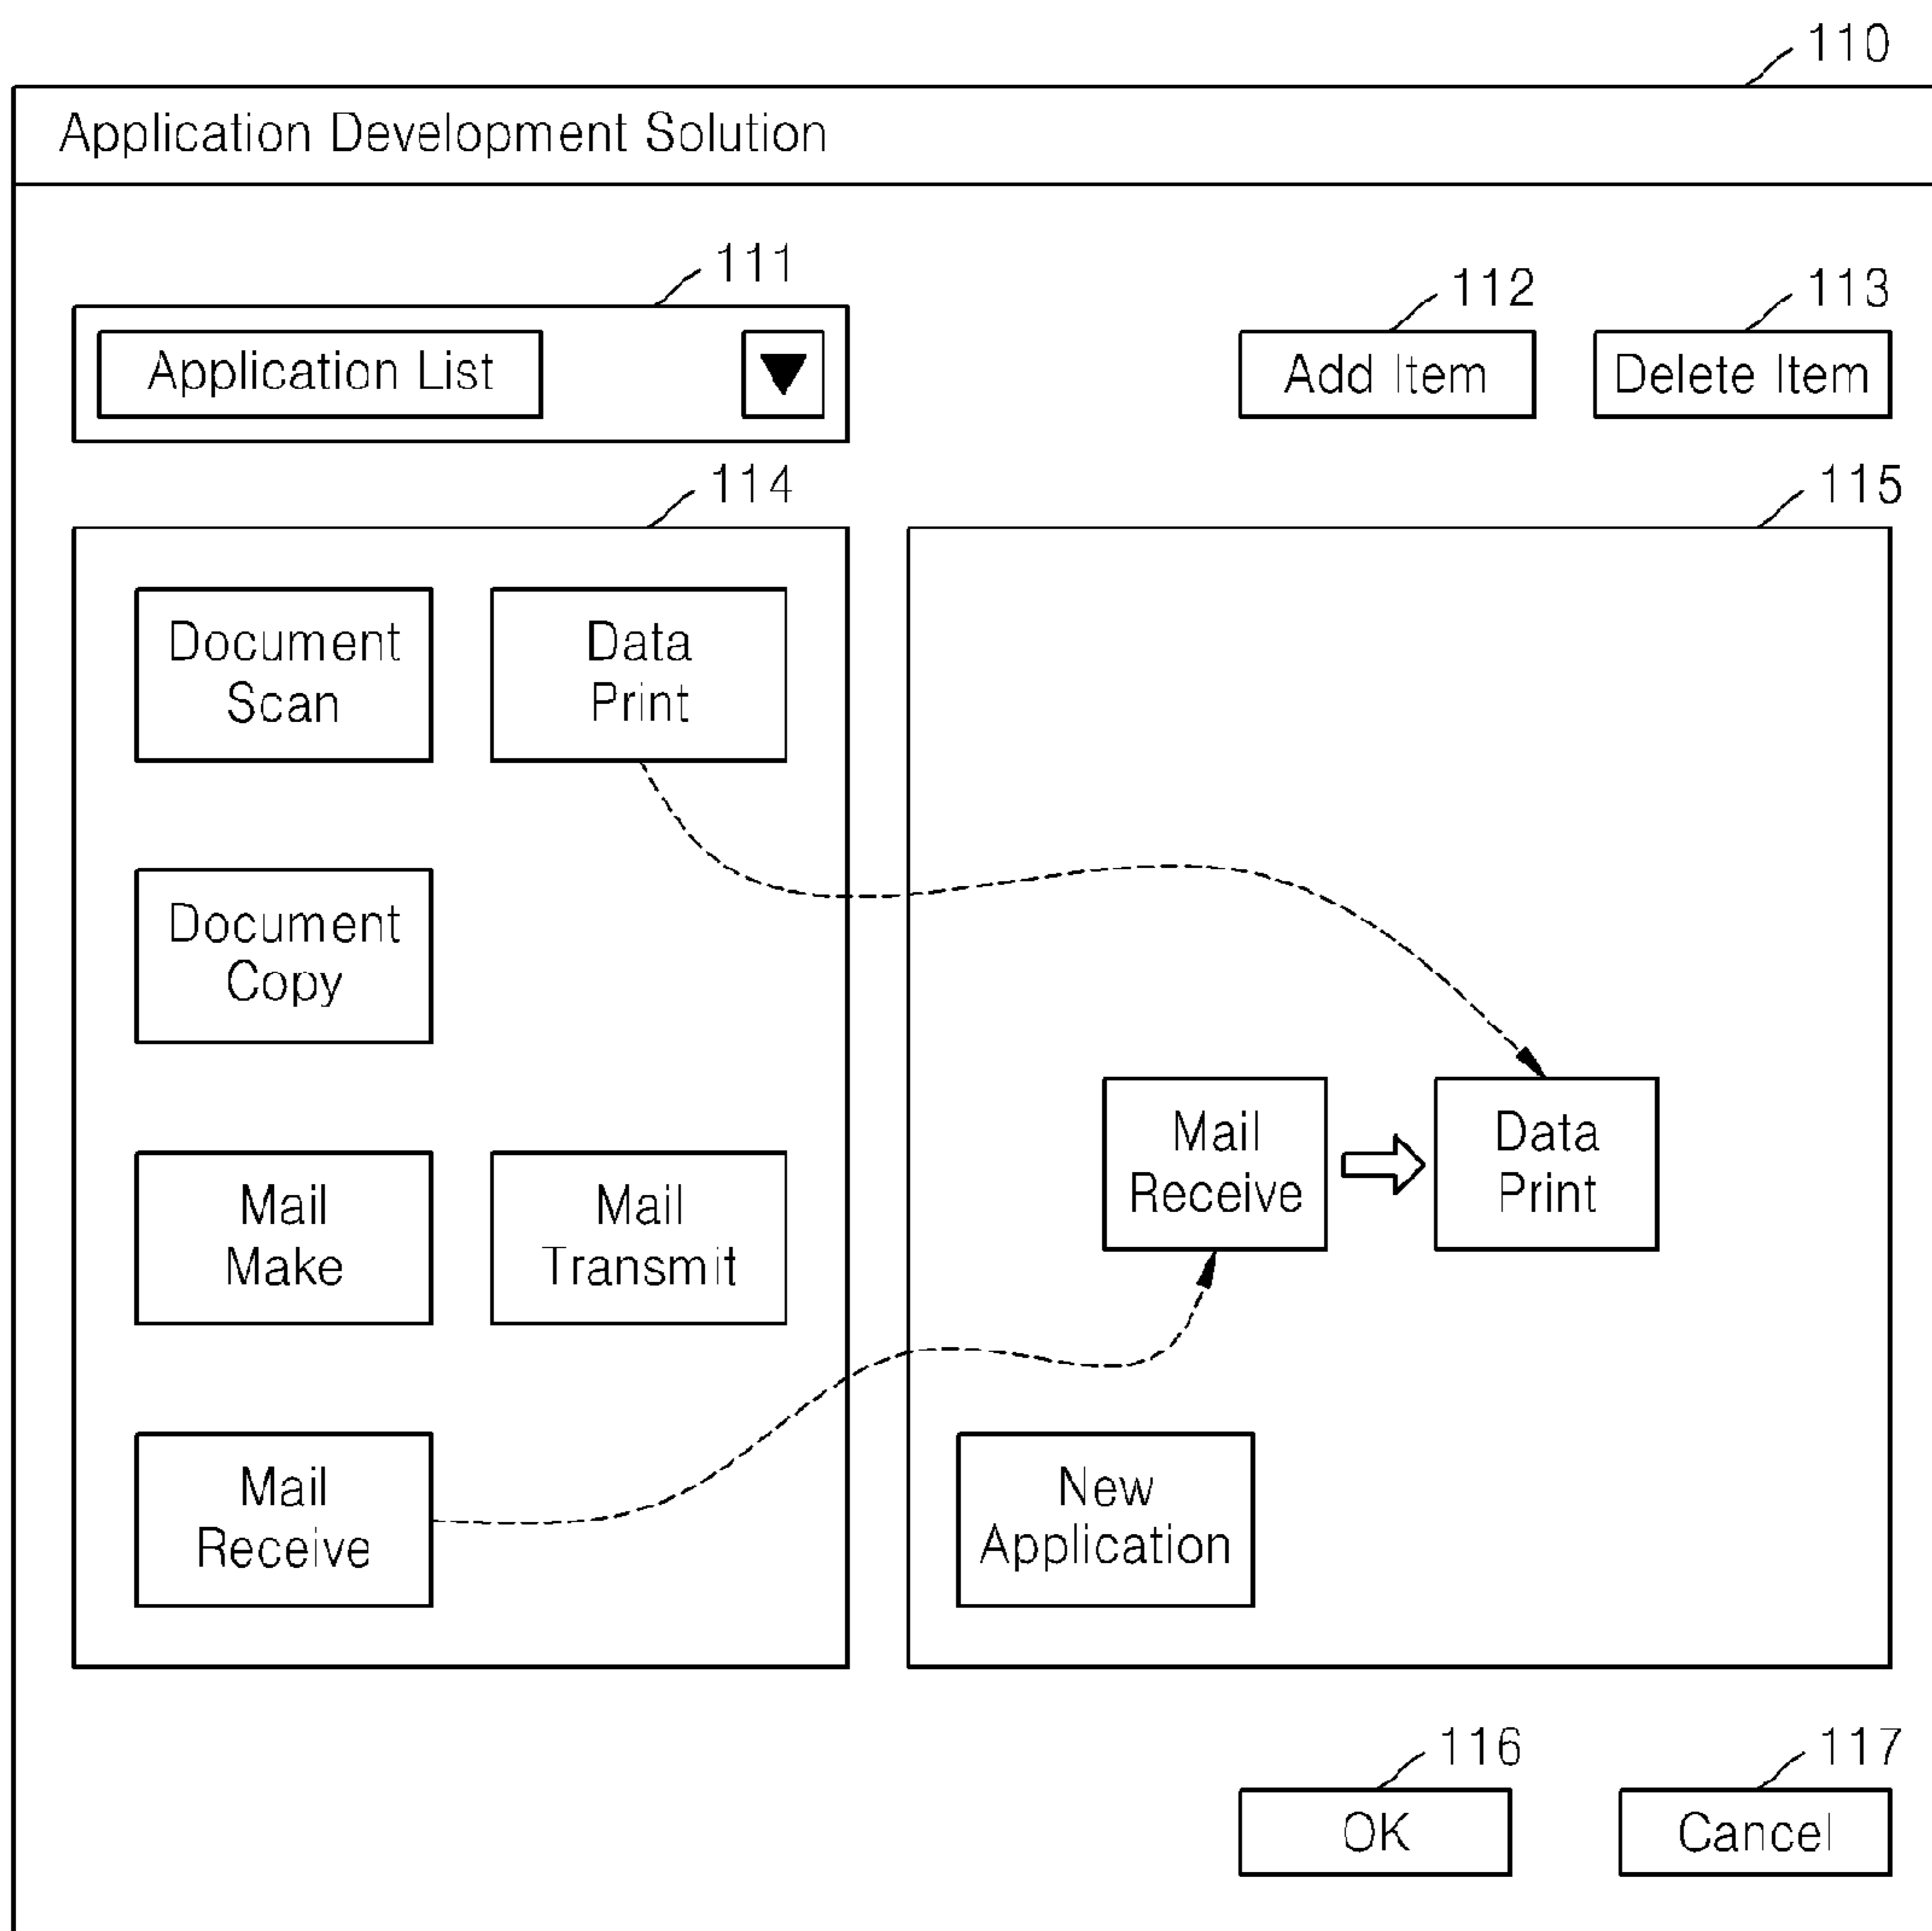 110
Application Development Solution
111
112
113
Application List
Add Item
Delete Item
114
115
Document
Scan
Data
Print
Document
Copy
Mail
Make
Mail
Transmit
Mail
Receive
Mail
Receive
Data
Print
New
Application
116
117
OK
Cancel